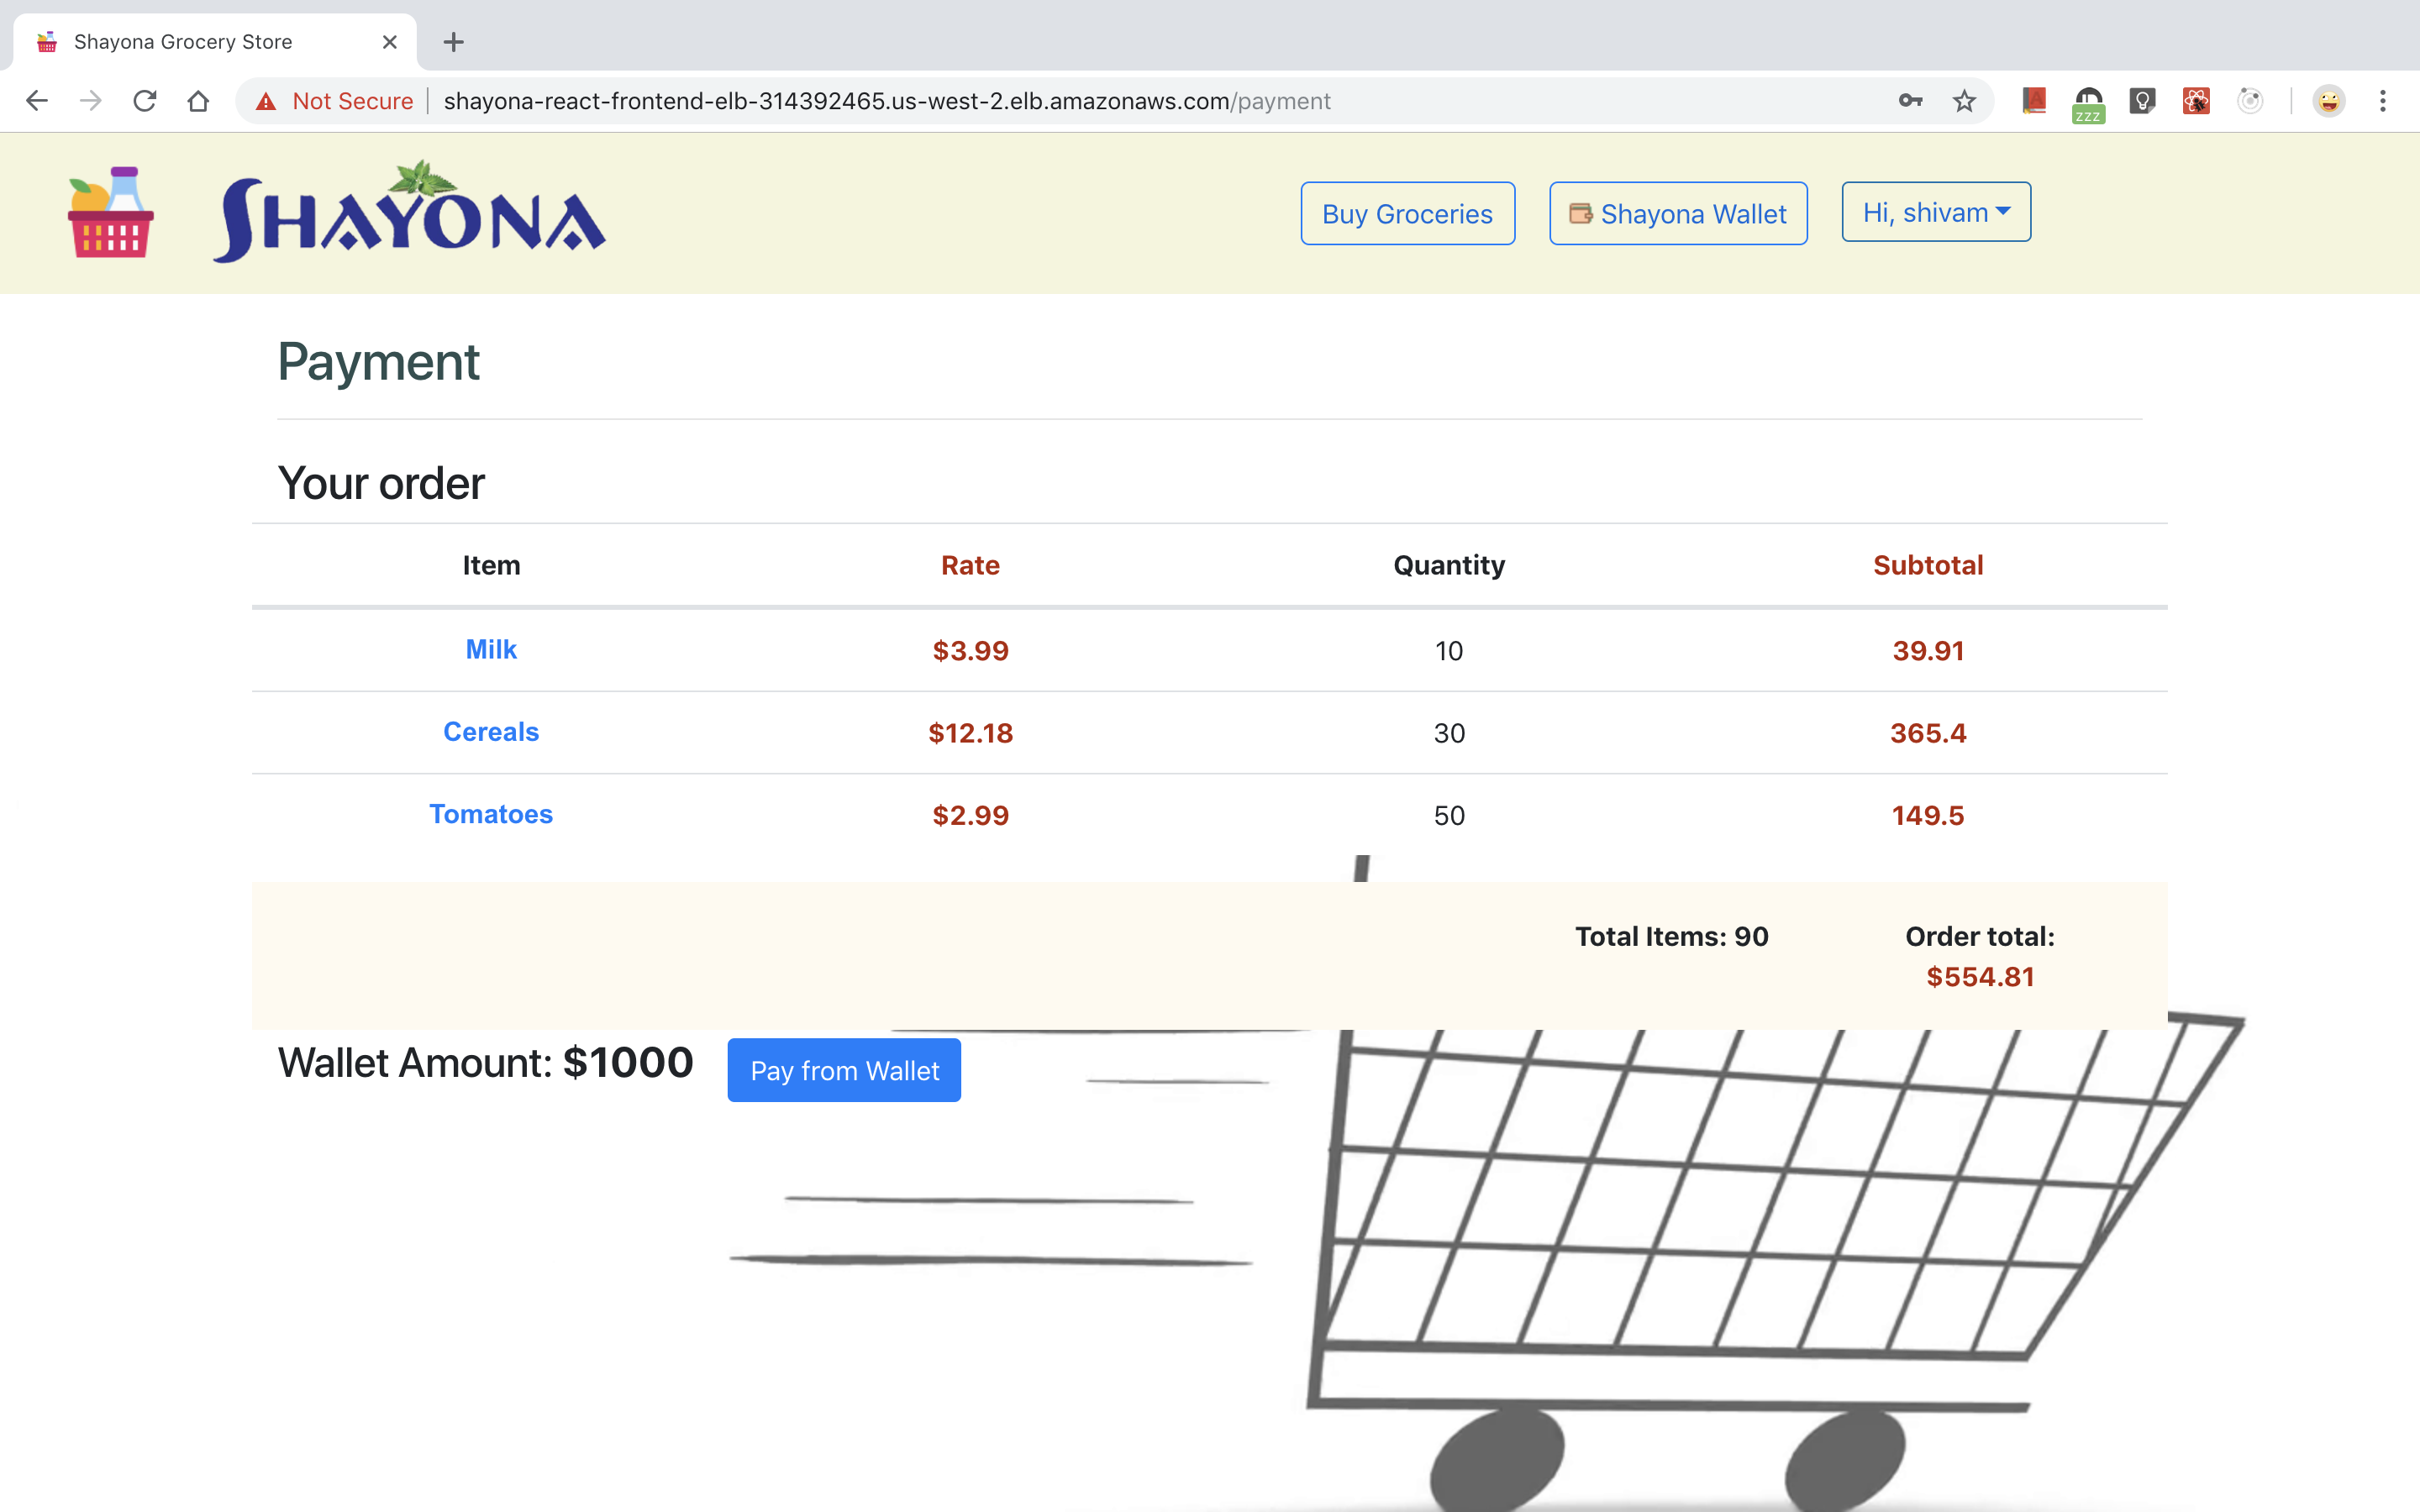 Shayona Grocery Store
Not Secure shayona-react-frontend-elb-314392465.us-west-2.elb.amazonaws.com/payment
zzz
SHAYONA
Buy Groceries Shayona Wallet Hi, shivam
Payment
Your order
Item Rate Quantity Subtotal
Milk $3.99 10 39.91
Cereals $12.18 30 365.4
Tomatoes $2.99 50 149.5
Total Items: 90 Order total:
$554.81
Wallet Amount: $1000 Pay from Wallet